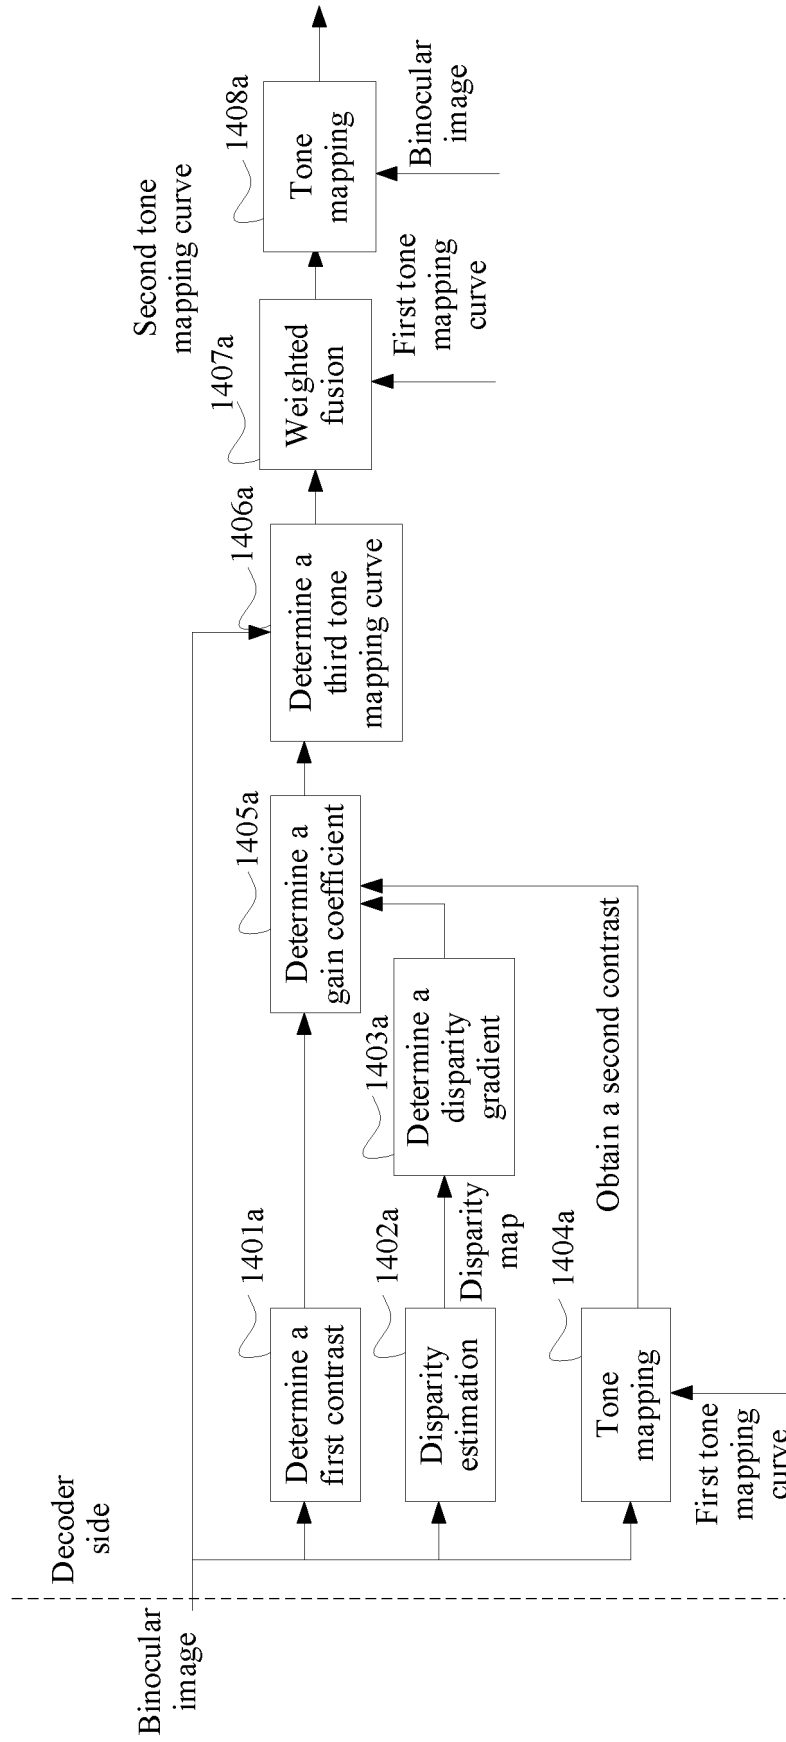 Decoder
side
Binocular
image
1401a
Determine a
first contrast
1402a
Disparity
estimation
Disparity
map
1403a
Determine a
disparity
gradient
1404a
Tone
mapping
First tone
mapping
curve
Obtain a second contrast
1405a
Determine a
gain coefficient
1406a
Determine a
third tone
mapping curve
1407a
Weighted
fusion
First tone
mapping
curve
Second tone
mapping curve
1408a
Tone
mapping
Binocular
image